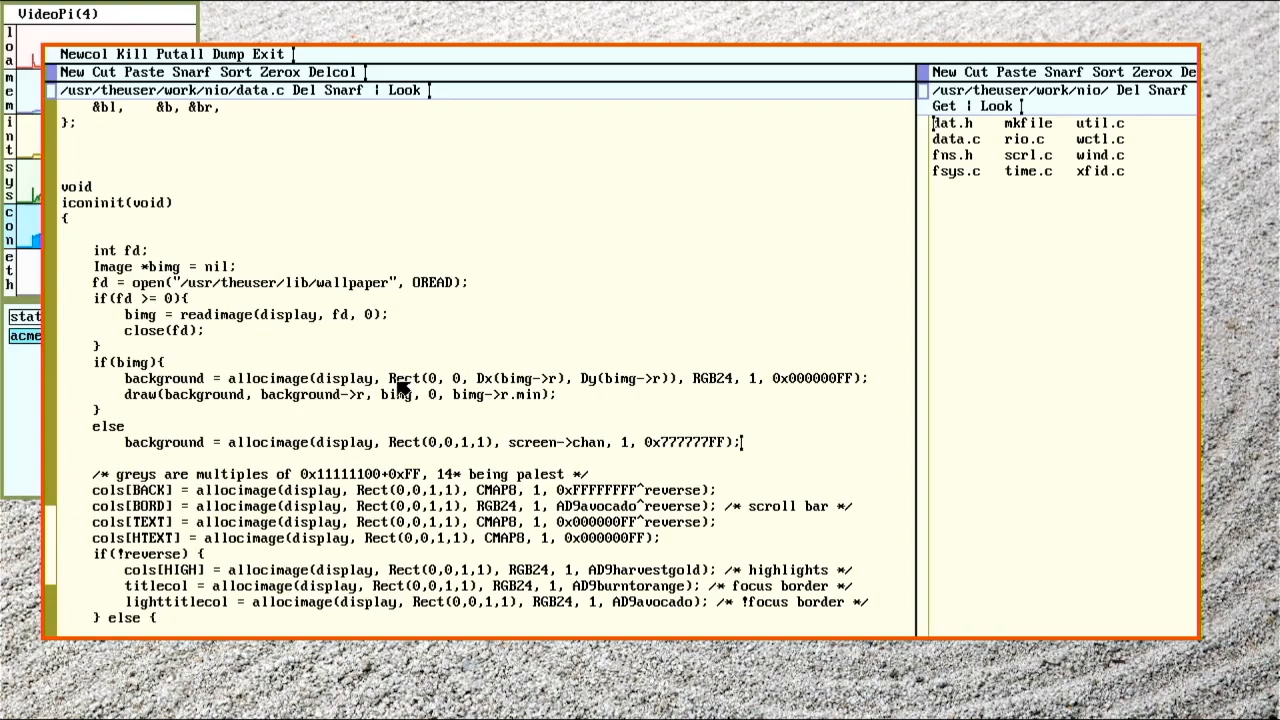 VideoPi(4)
loa
mem
int
sys
con
eth
stat
acme
Newcol Kill Putall Dump Exit
New Cut Paste Snarf Sort Zerox Delcol
/usr/theuser/work/nio/data.c Del Snarf | Look
&bl, &b, &br,
};
void
iconinit(void)
{
int fd;
Image *bimg = nil;
fd = open("/usr/theuser/lib/wallpaper", OREAD);
if(fd >= 0){
bimg = readimage(display, fd, 0);
close(fd);
}
if(bimg){
background = allocimage(display, Rect(0, 0, Dx(bimg->r), Dy(bimg->r)), RGB24, 1, 0x000000FF);
draw(background, background->r, bimg, 0, bimg->r.min);
}
else
background = allocimage(display, Rect(0,0,1,1), screen->chan, 1, 0x777777FF);
/* greys are multiples of 0x11111100+0xFF, 14* being palest */
cols[BACK] = allocimage(display, Rect(0,0,1,1), CMAP8, 1, 0xFFFFFFFF^reverse);
cols[BORD] = allocimage(display, Rect(0,0,1,1), RGB24, 1, AD9avocado^reverse); /* scroll bar */
cols[TEXT] = allocimage(display, Rect(0,0,1,1), CMAP8, 1, 0x000000FF^reverse);
cols[HTEXT] = allocimage(display, Rect(0,0,1,1), CMAP8, 1, 0x000000FF);
if(!reverse) {
cols[HIGH] = allocimage(display, Rect(0,0,1,1), RGB24, 1, AD9harvestgold); /* highlights */
titlecol = allocimage(display, Rect(0,0,1,1), RGB24, 1, AD9burntorange); /* focus border */
lighttitlecol = allocimage(display, Rect(0,0,1,1), RGB24, 1, AD9avocado); /* !focus border */
} else {
New Cut Paste Snarf Sort Zerox De
/usr/theuser/work/nio/ Del Snarf
Get | Look
dat.h mkfile util.c
data.c rio.c wctl.c
fns.h scrl.c wind.c
fsys.c time.c xfid.c